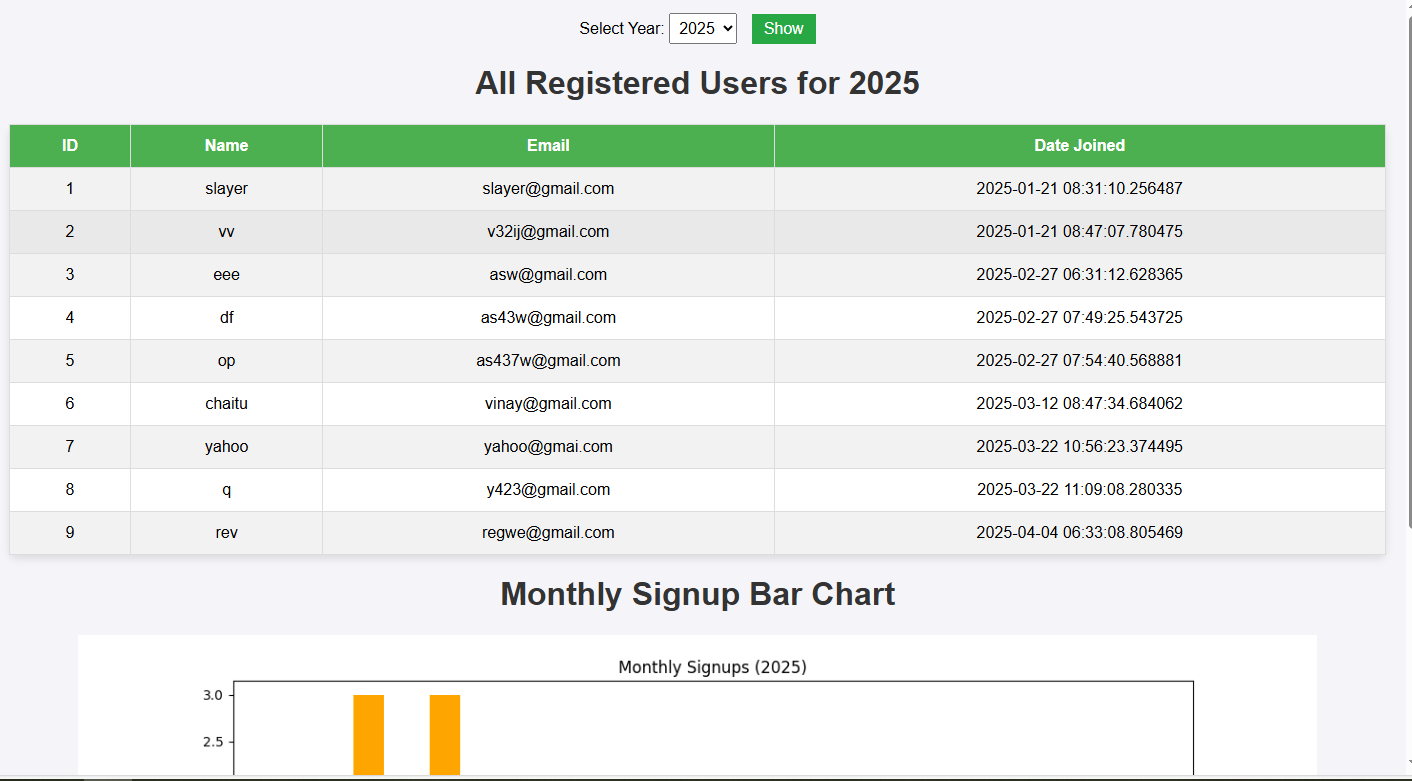 Select Year: 2025 Show
All Registered Users for 2025
ID Name Email Date Joined
1 slayer slayer@gmail.com 2025-01-21 08:31:10.256487
2 vv v32ij@gmail.com 2025-01-21 08:47:07.780475
3 eee asw@gmail.com 2025-02-27 06:31:12.628365
4 df as43w@gmail.com 2025-02-27 07:49:25.543725
5 op as437w@gmail.com 2025-02-27 07:54:40.568881
6 chaitu vinay@gmail.com 2025-03-12 08:47:34.684062
7 yahoo yahoo@gmai.com 2025-03-22 10:56:23.374495
8 q y423@gmail.com 2025-03-22 11:09:08.280335
9 rev regwe@gmail.com 2025-04-04 06:33:08.805469
Monthly Signup Bar Chart
Monthly Signups (2025)
3.0
2.5